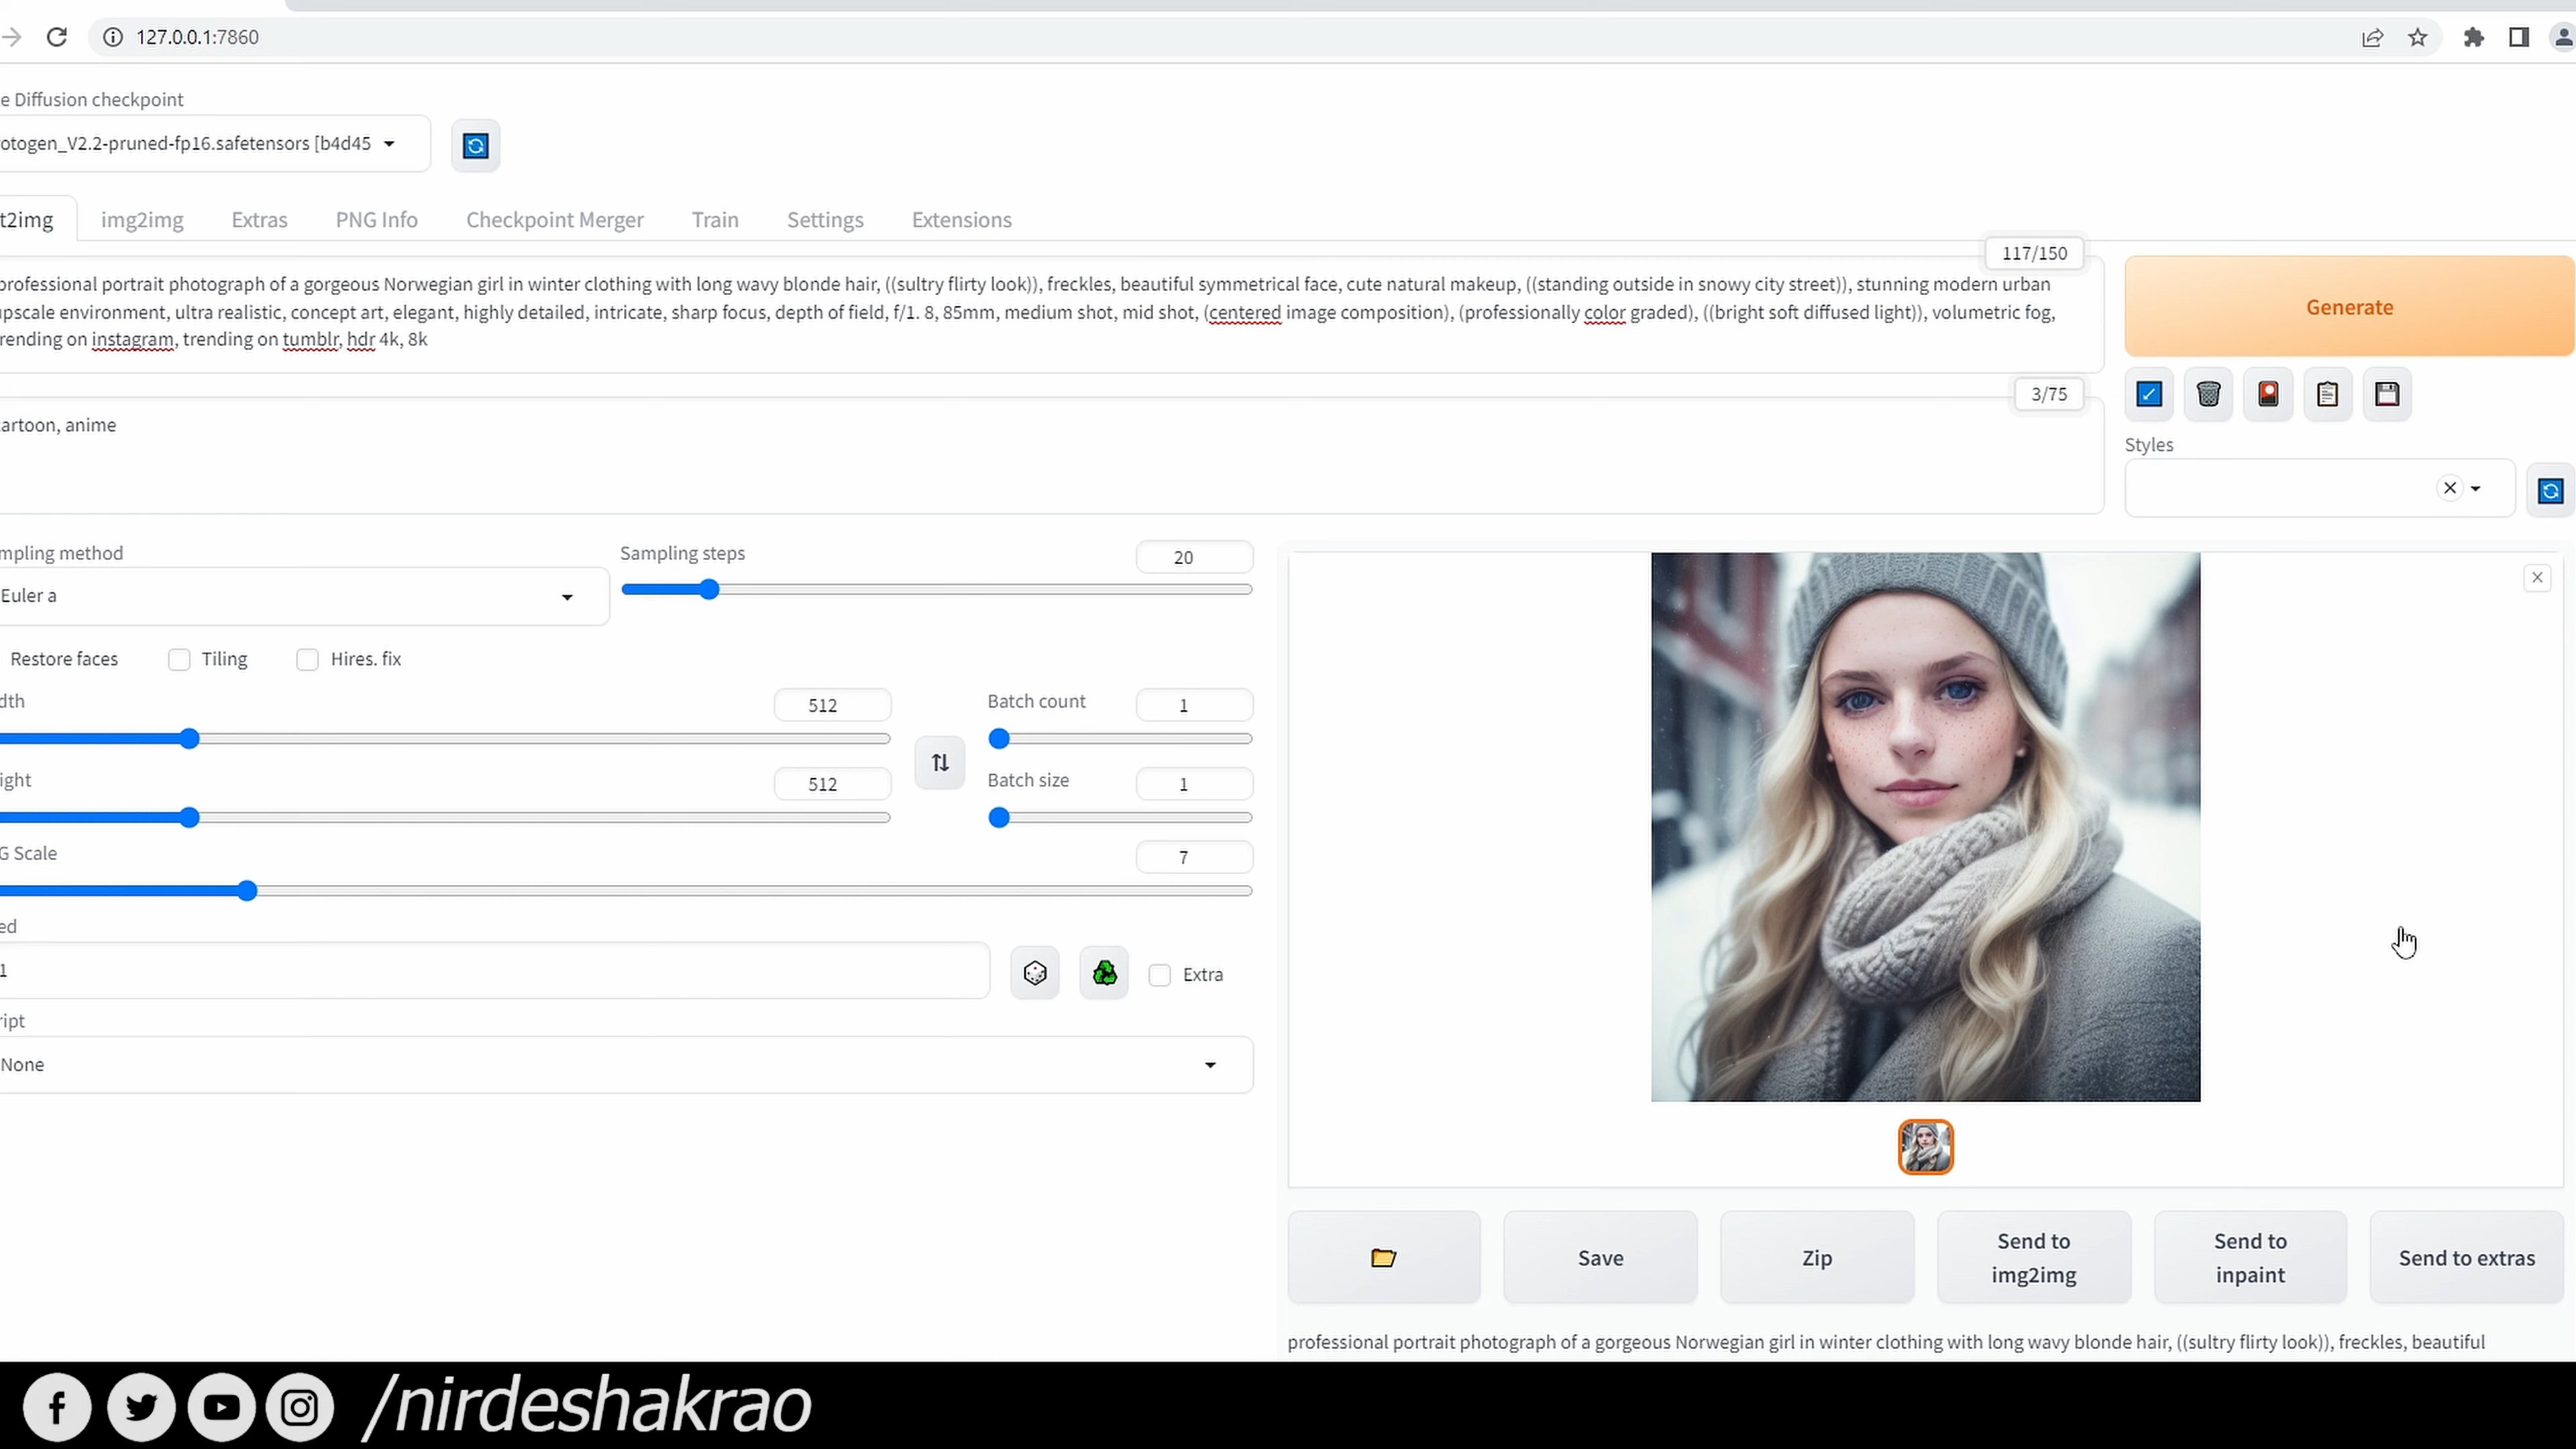 127.0.0.1:7860
e Diffusion checkpoint
otogen_V2.2-pruned-fp16.safetensors [b4d45
t2img img2img Extras PNG Info Checkpoint Merger Train Settings Extensions
117/150
professional portrait photograph of a gorgeous Norwegian girl in winter clothing with long wavy blonde hair, ((sultry flirty look)), freckles, beautiful symmetrical face, cute natural makeup, ((standing outside in snowy city street)), stunning modern urban
upscale environment, ultra realistic, concept art, elegant, highly detailed, intricate, sharp focus, depth of field, f/1. 8, 85mm, medium shot, mid shot, (centered image composition), (professionally color graded), ((bright soft diffused light)), volumetric fog,
rending on instagram, trending on tumblr, hdr 4k, 8k
Generate
3/75
artoon, anime
Styles
mpling method
Euler a
Sampling steps 20
Restore faces Tiling Hires. fix
dth 512
Batch count 1
ight 512
Batch size 1
G Scale 7
ed
1
Extra
ript
None
Save
Zip
Send to
img2img
Send to
inpaint
Send to extras
professional portrait photograph of a gorgeous Norwegian girl in winter clothing with long wavy blonde hair, ((sultry flirty look)), freckles, beautiful
/nirdeshakrao